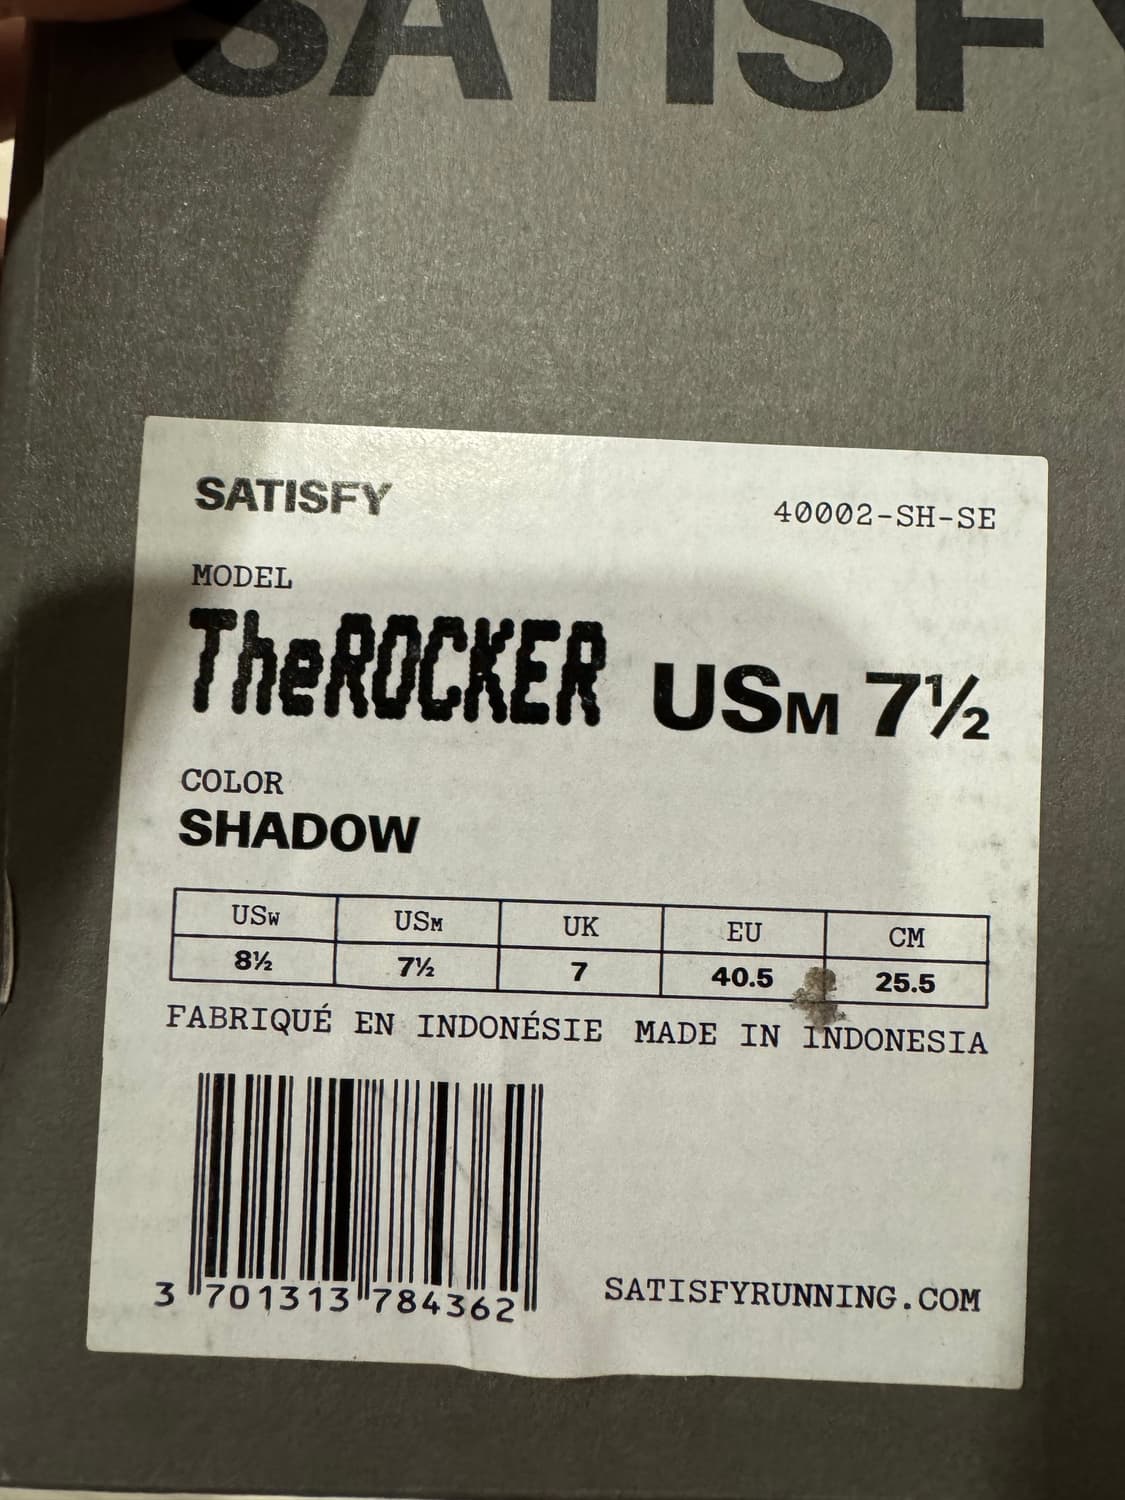 SATISFY
SATISFY
40002-SH-SE
MODEL
TheROCKER USM 7½
COLOR
SHADOW
USW USM UK EU CM
8½ 7½ 7 40.5 25.5
FABRIQUÉ EN INDONÉSIE MADE IN INDONESIA
3 701313 784362
SATISFYRUNNING.COM